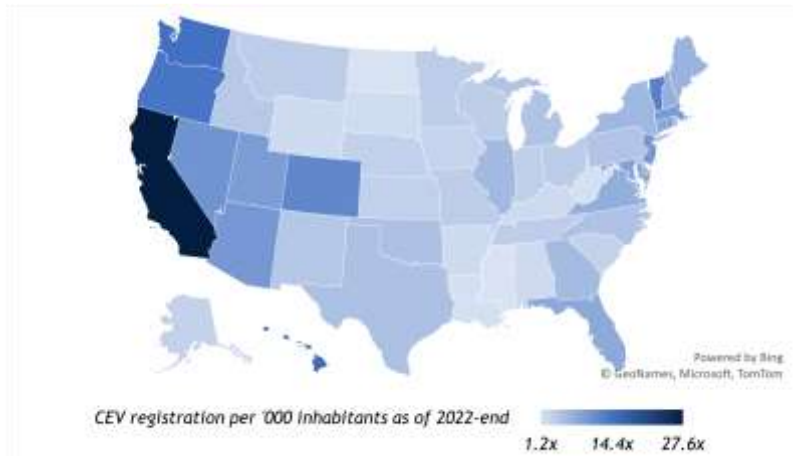 Powered by Bing
© GeoNames, Microsoft, TomTom
CEV registration per '000 inhabitants as of 2022-end
1.2x 14.4x 27.6x